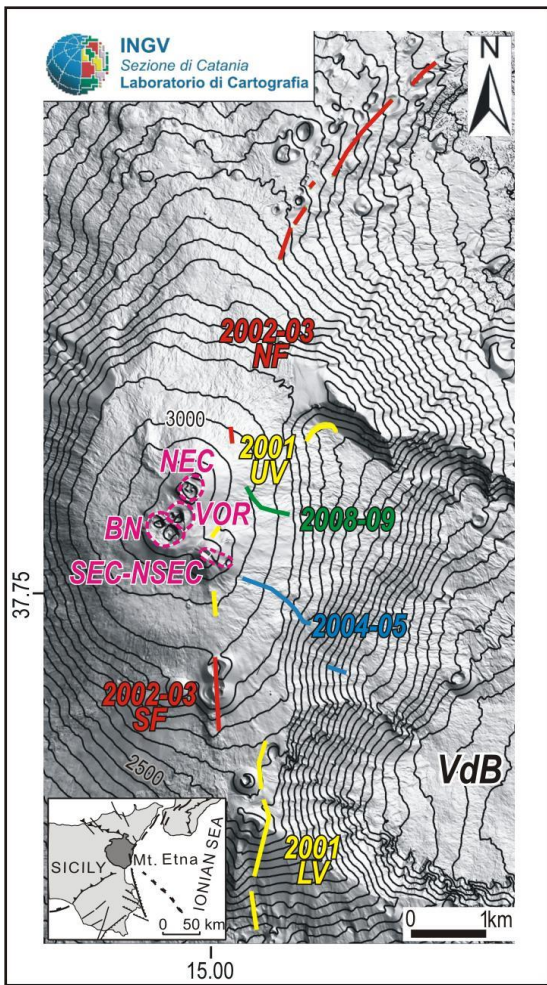 INGV
Sezione di Catania
Laboratorio di Cartografia
N
2002-03
NF
3000
2001
UV
NEC
VOR
BN
2008-09
SEC-NSEC
37.75
2004-05
2002-03
SF
2500
VdB
2001
LV
SICILY
Mt. Etna
IONIAN SEA
0 50 km
0 1km
15.00